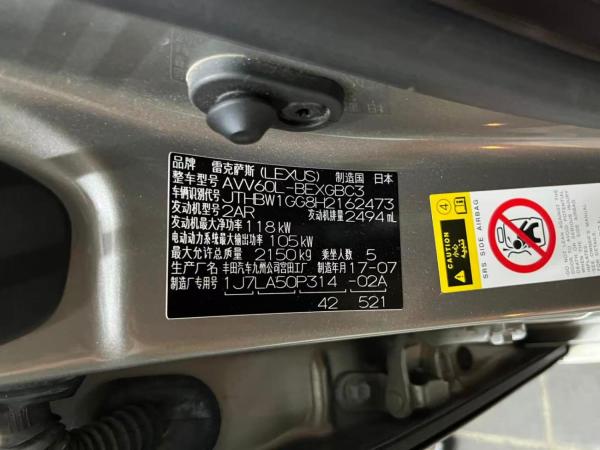 品牌 雷克萨斯(LEXUS) 制造国 日本
整车型号 AVV60L-BEXGBC3
车辆识别代号 JTHBW1GG8H2162473
发动机型号 2AR 发动机排量 2494 mL
发动机最大净功率 118 kW
电动动力系最大输出功率 105 kW
最大允许总质量 2150 kg 乘坐人数 5
生产厂名 丰田汽车九州公司宫田工厂 制造年月 17-07
制造厂专用号 1J7LA50P314 -02A
42 521
④
SRS SIDE AIRBAG